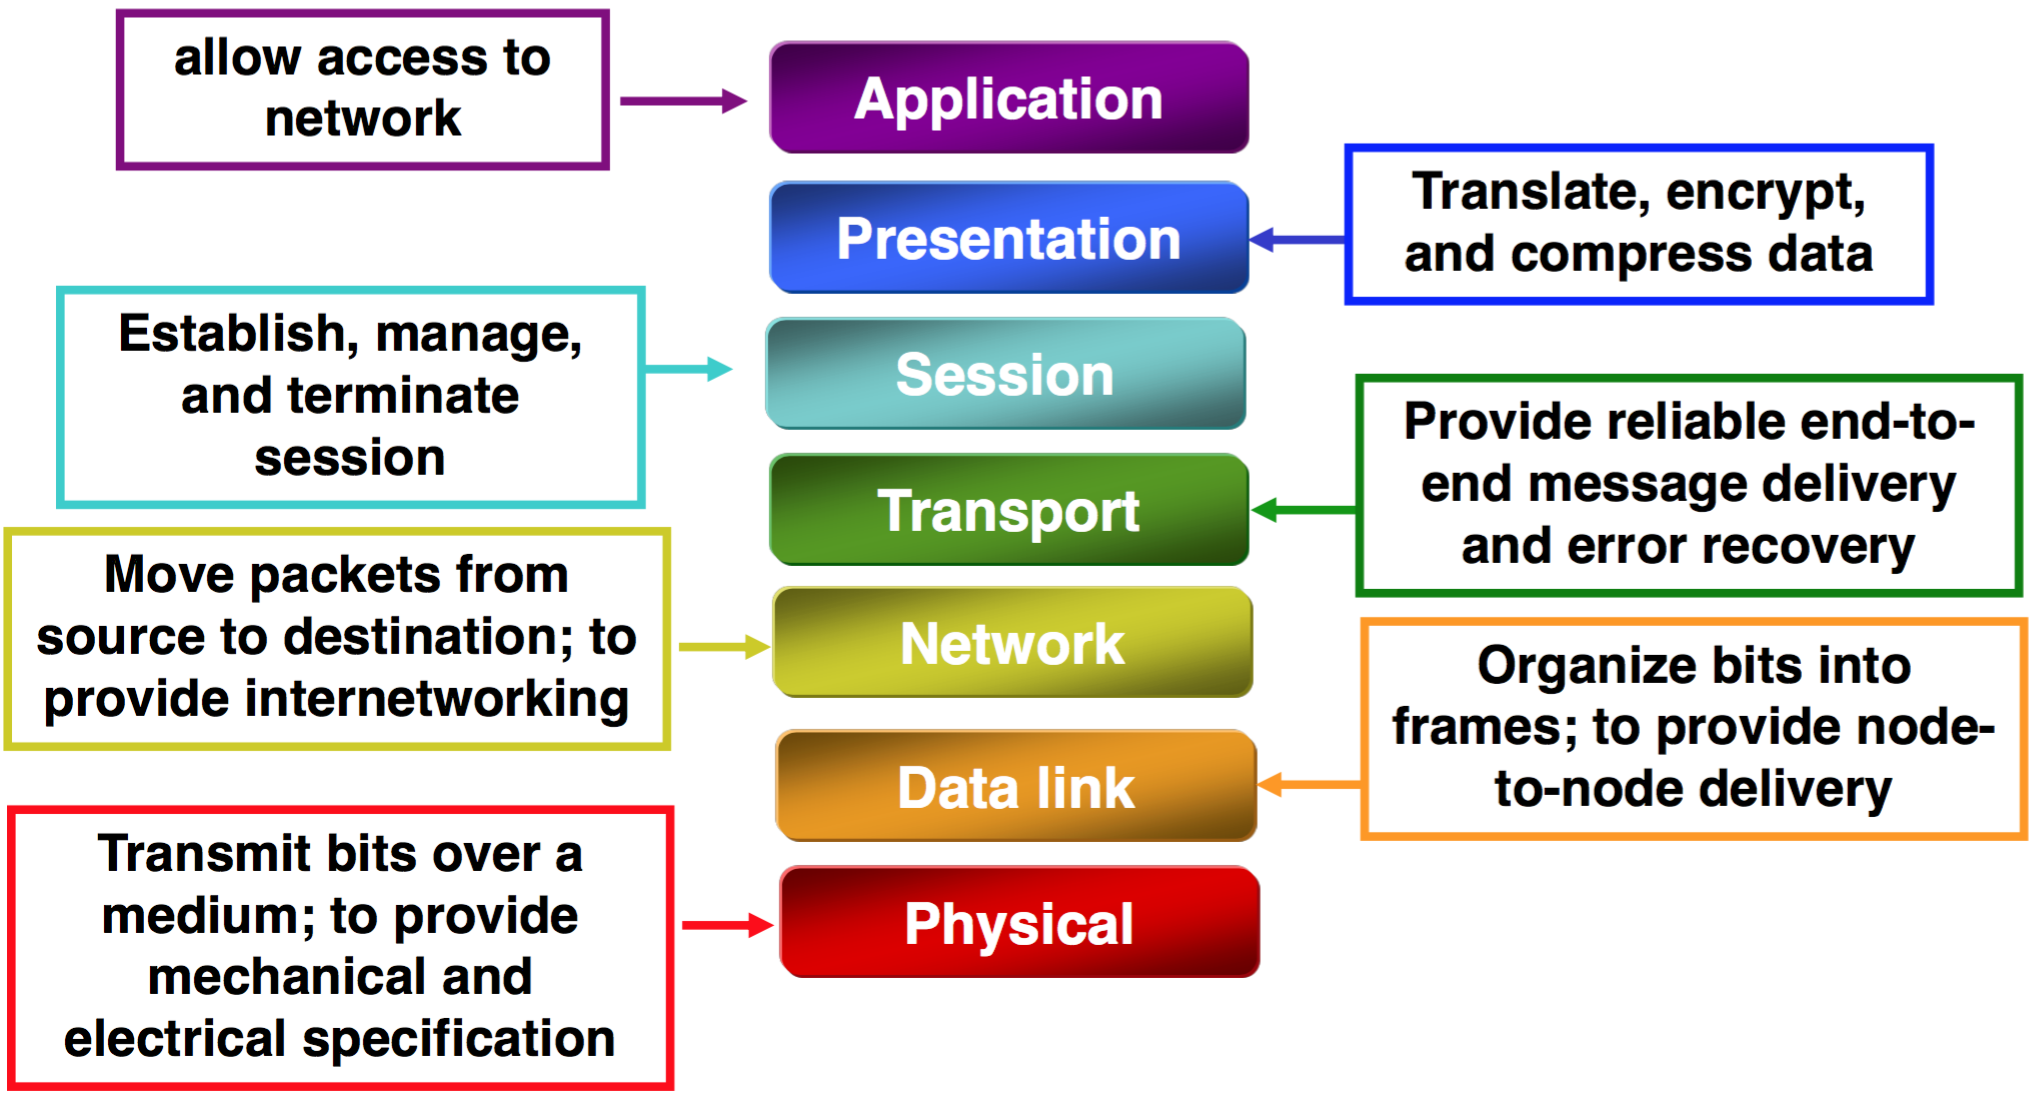 allow access to
network
Application
Presentation
Translate, encrypt,
and compress data
Establish, manage,
and terminate
session
Session
Transport
Provide reliable end-to-
end message delivery
and error recovery
Move packets from
source to destination; to
provide internetworking
Network
Data link
Organize bits into
frames; to provide node-
to-node delivery
Transmit bits over a
medium; to provide
mechanical and
electrical specification
Physical